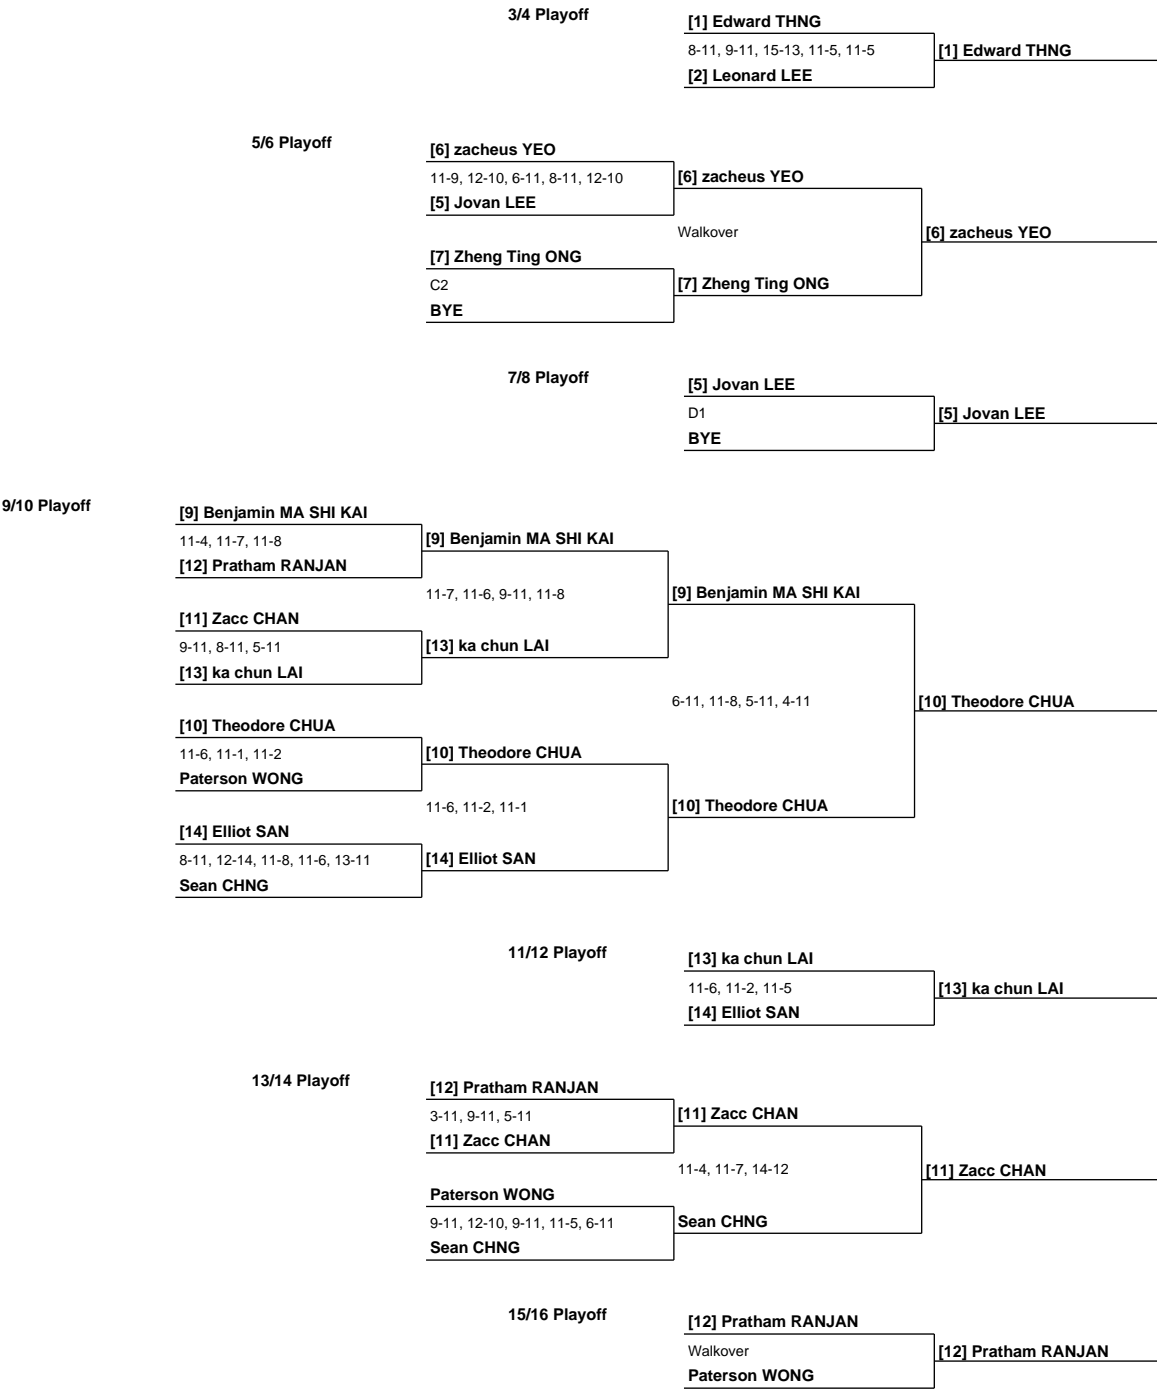 3/4 Playoff
[1] Edward THNG
8-11, 9-11, 15-13, 11-5, 11-5
[1] Edward THNG
[2] Leonard LEE
5/6 Playoff
[6] zacheus YEO
11-9, 12-10, 6-11, 8-11, 12-10
[6] zacheus YEO
[5] Jovan LEE
Walkover
[6] zacheus YEO
[7] Zheng Ting ONG
C2
[7] Zheng Ting ONG
BYE
7/8 Playoff
[5] Jovan LEE
D1
[5] Jovan LEE
BYE
9/10 Playoff
[9] Benjamin MA SHI KAI
11-4, 11-7, 11-8
[9] Benjamin MA SHI KAI
[12] Pratham RANJAN
11-7, 11-6, 9-11, 11-8
[9] Benjamin MA SHI KAI
[11] Zacc CHAN
9-11, 8-11, 5-11
[13] ka chun LAI
[13] ka chun LAI
6-11, 11-8, 5-11, 4-11
[10] Theodore CHUA
[10] Theodore CHUA
11-6, 11-1, 11-2
[10] Theodore CHUA
Paterson WONG
11-6, 11-2, 11-1
[10] Theodore CHUA
[14] Elliot SAN
8-11, 12-14, 11-8, 11-6, 13-11
[14] Elliot SAN
Sean CHNG
11/12 Playoff
[13] ka chun LAI
11-6, 11-2, 11-5
[13] ka chun LAI
[14] Elliot SAN
13/14 Playoff
[12] Pratham RANJAN
3-11, 9-11, 5-11
[11] Zacc CHAN
[11] Zacc CHAN
11-4, 11-7, 14-12
[11] Zacc CHAN
Paterson WONG
9-11, 12-10, 9-11, 11-5, 6-11
Sean CHNG
Sean CHNG
15/16 Playoff
[12] Pratham RANJAN
Walkover
[12] Pratham RANJAN
Paterson WONG